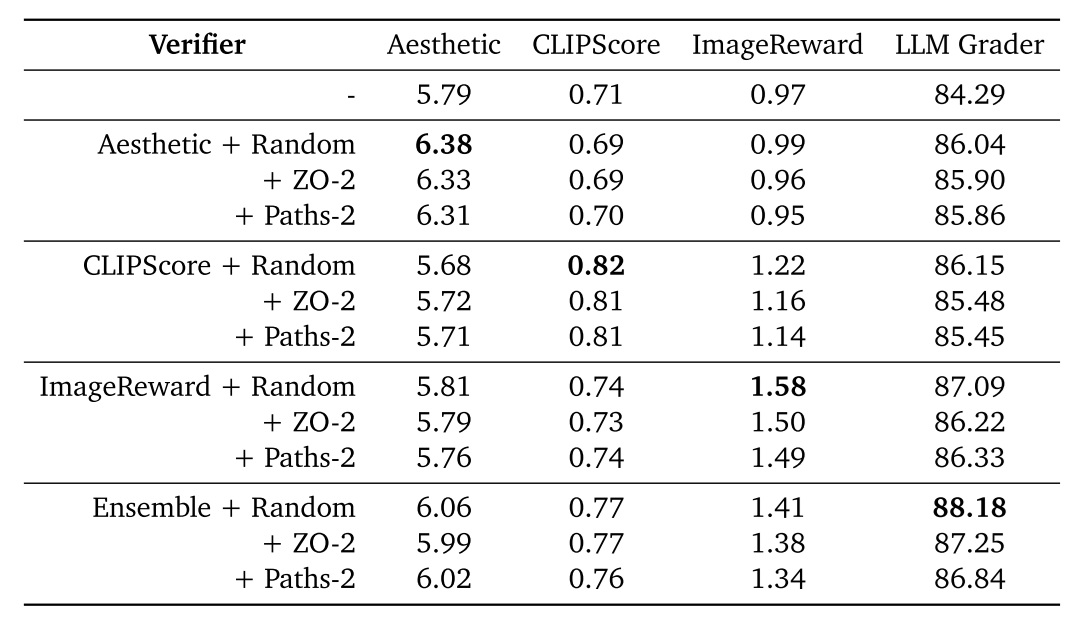 Verifier Aesthetic CLIPScore ImageReward LLM Grader
- 5.79 0.71 0.97 84.29
Aesthetic + Random 6.38 0.69 0.99 86.04
+ ZO-2 6.33 0.69 0.96 85.90
+ Paths-2 6.31 0.70 0.95 85.86
CLIPScore + Random 5.68 0.82 1.22 86.15
+ ZO-2 5.72 0.81 1.16 85.48
+ Paths-2 5.71 0.81 1.14 85.45
ImageReward + Random 5.81 0.74 1.58 87.09
+ ZO-2 5.79 0.73 1.50 86.22
+ Paths-2 5.76 0.74 1.49 86.33
Ensemble + Random 6.06 0.77 1.41 88.18
+ ZO-2 5.99 0.77 1.38 87.25
+ Paths-2 6.02 0.76 1.34 86.84